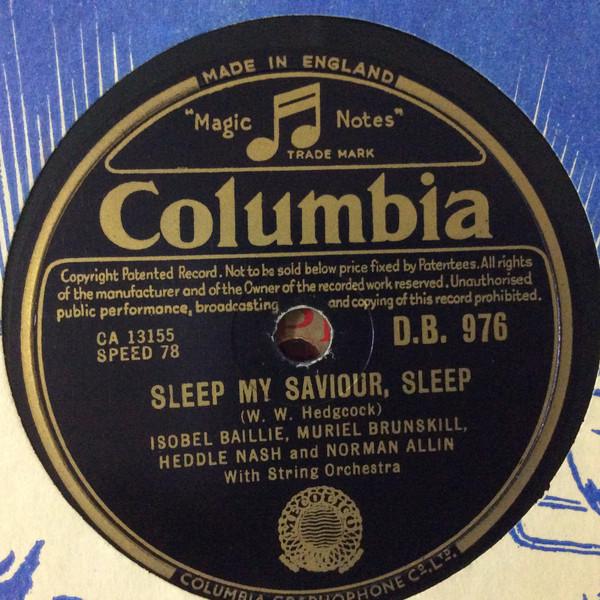 MADE IN ENGLAND
"Magic Notes"
TRADE MARK
Columbia
Copyright Patented Record. Not to be sold below price fixed by Patentees. All rights
of the manufacturer and of the Owner of the recorded work reserved. Unauthorised
public performance, broadcasting and copying of this record prohibited.
CA 13155
SPEED 78
D.B. 976
SLEEP MY SAVIOUR, SLEEP
(W. W. Hedgcock)
ISOBEL BAILLIE, MURIEL BRUNSKILL,
HEDDLE NASH and NORMAN ALLIN
With String Orchestra
COLUMBIA GRAPHOPHONE Co. LTD.